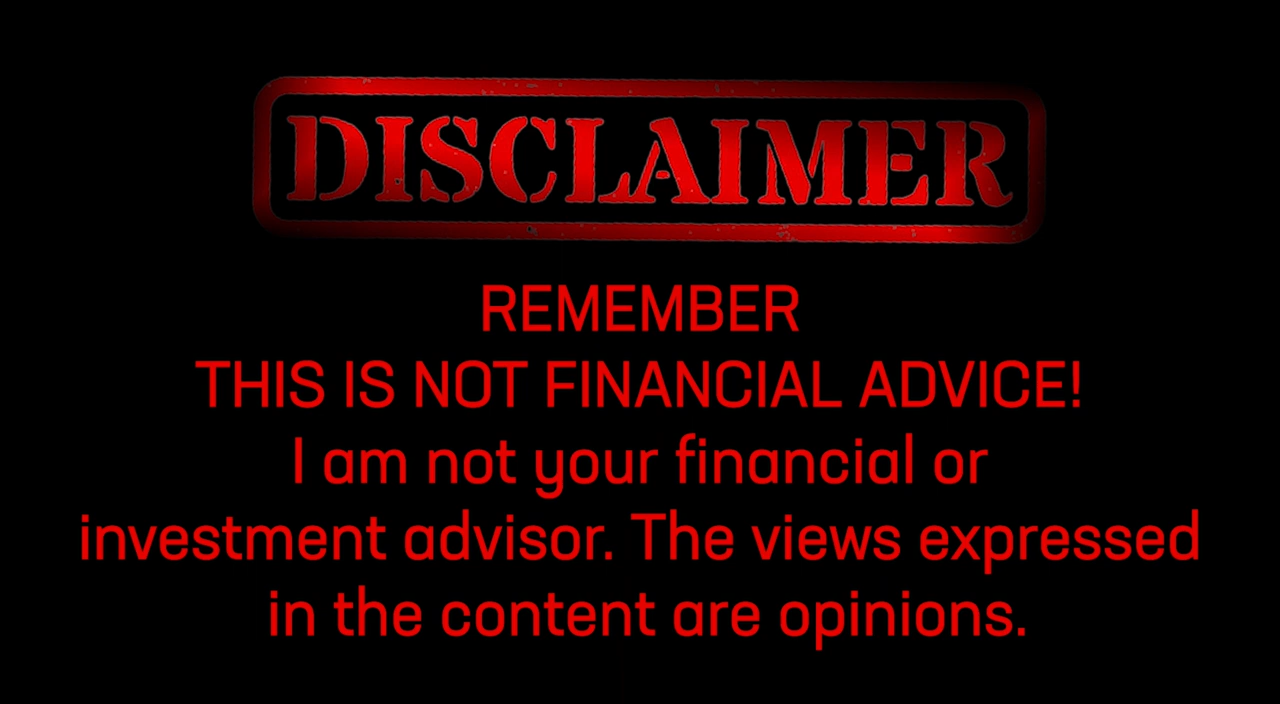 DISCLAIMER
REMEMBER
THIS IS NOT FINANCIAL ADVICE!
I am not your financial or
investment advisor. The views expressed
in the content are opinions.